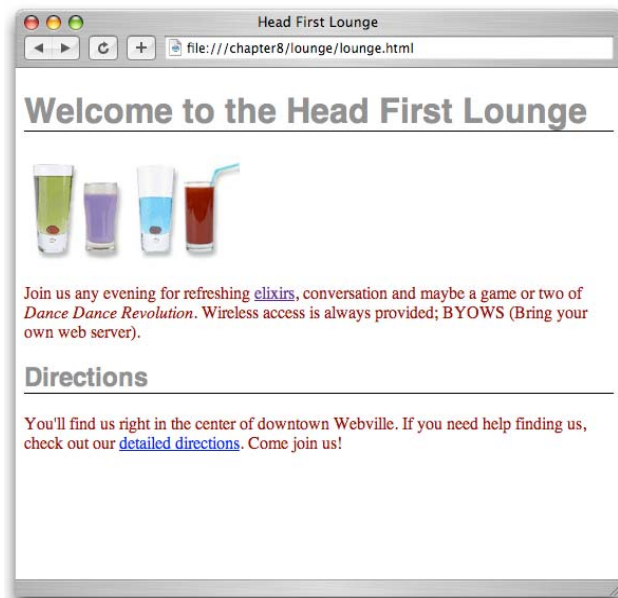 Head First Lounge
file:///chapter8/lounge/lounge.html
Welcome to the Head First Lounge
Join us any evening for refreshing elixirs, conversation and maybe a game or two of
Dance Dance Revolution. Wireless access is always provided; BYOWS (Bring your
own web server).
Directions
You'll find us right in the center of downtown Webville. If you need help finding us,
check out our detailed directions. Come join us!